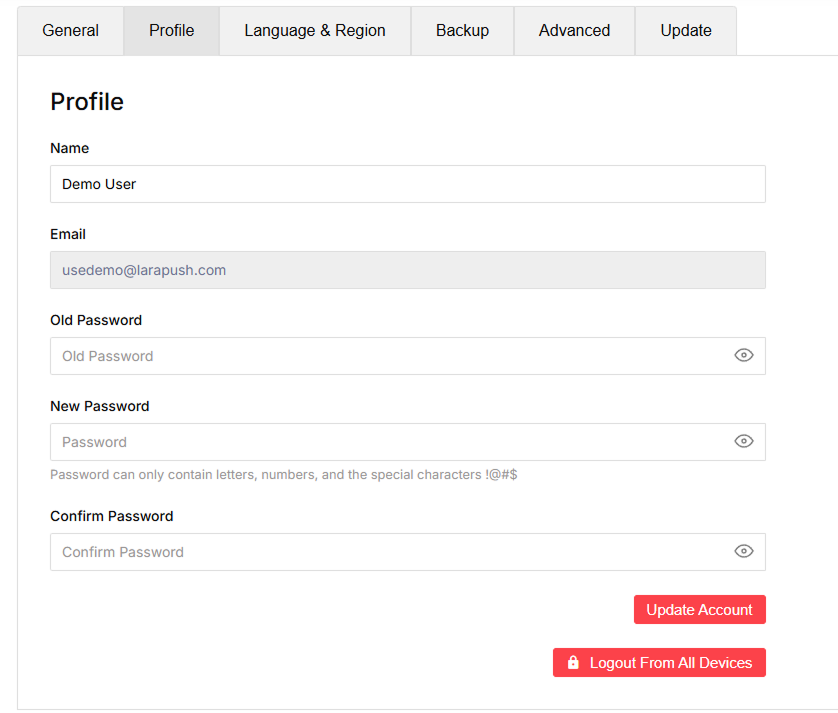 General Profile Language & Region Backup Advanced Update
Profile
Name
Demo User
Email
usedemo@larapush.com
Old Password
Old Password
New Password
Password
Password can only contain letters, numbers, and the special characters !@#$
Confirm Password
Confirm Password
Update Account
Logout From All Devices